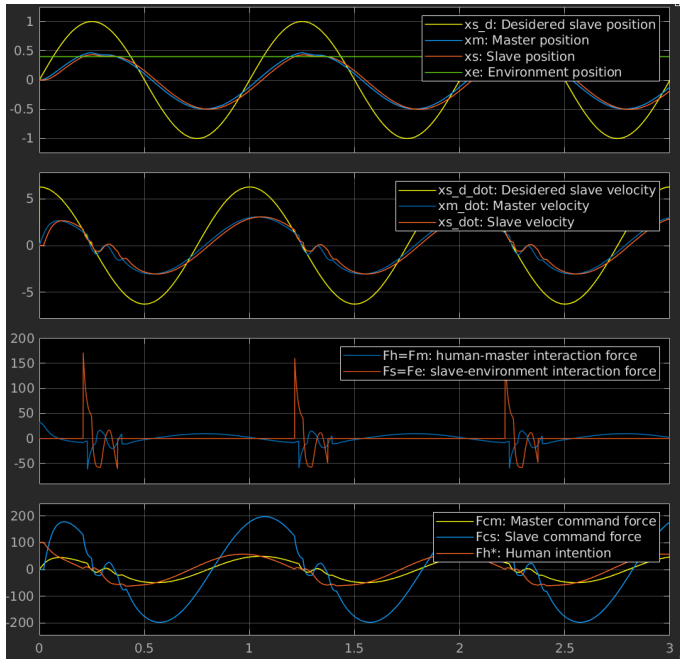 xs_d: Desidered slave position
xm: Master position
xs: Slave position
xe: Environment position
1
0.5
0
-0.5
-1
xs_d_dot: Desidered slave velocity
xm_dot: Master velocity
xs_dot: Slave velocity
5
0
-5
Fh=Fm: human-master interaction force
Fs=Fe: slave-environment interaction force
200
150
100
50
0
-50
Fcm: Master command force
Fcs: Slave command force
Fh*: Human intention
200
100
0
-100
-200
0 0.5 1 1.5 2 2.5 3